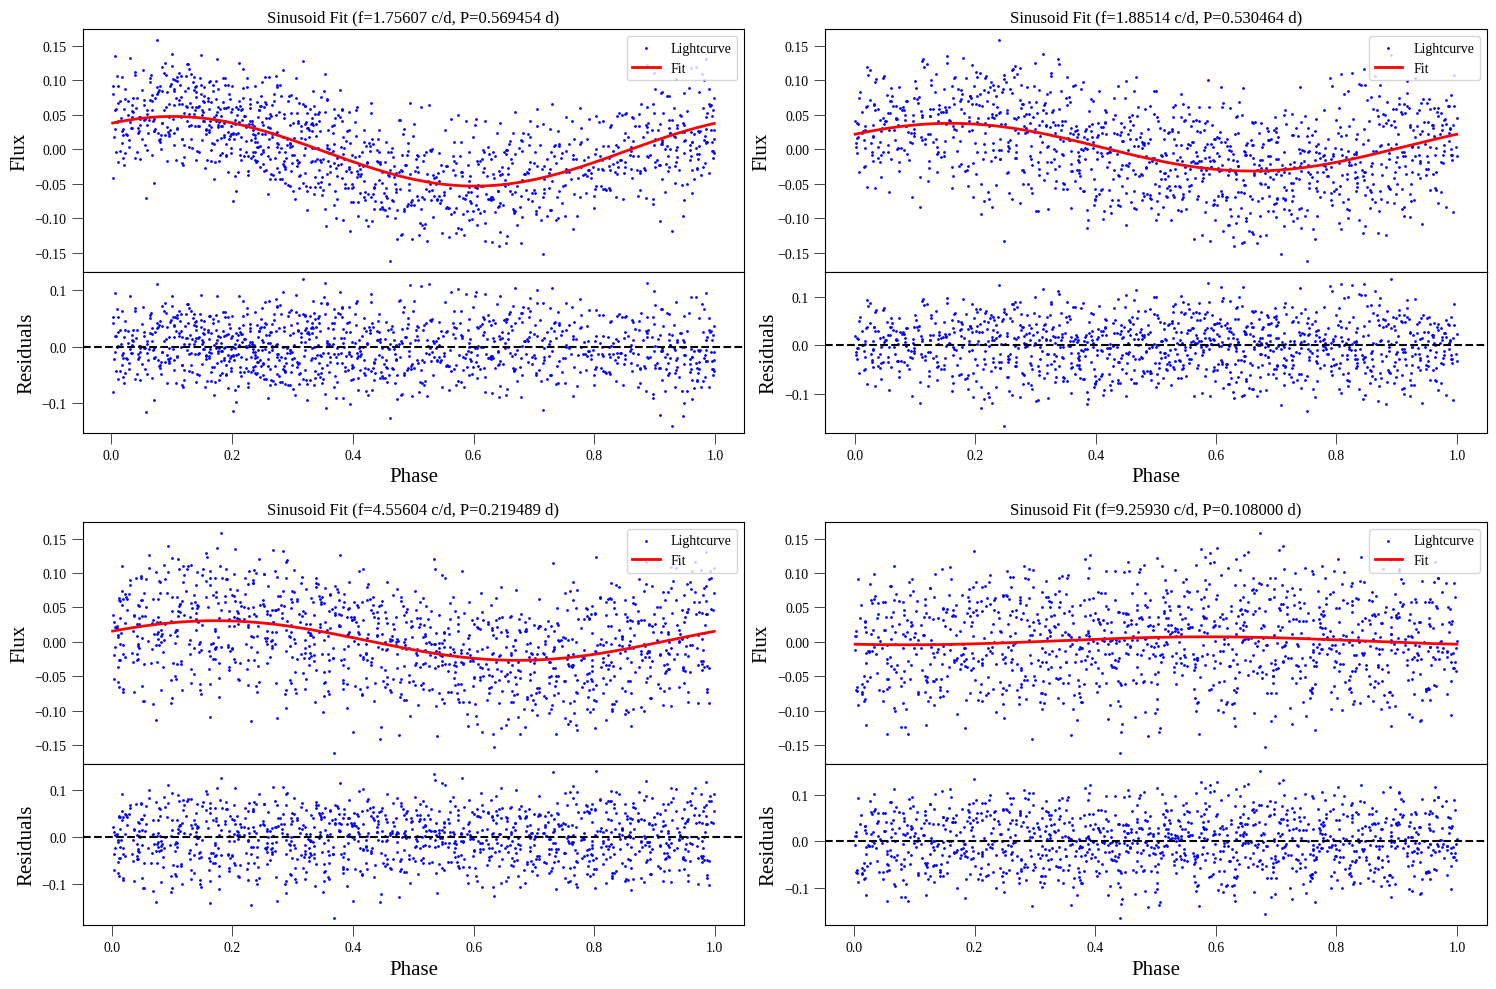 Sinusoid Fit (f=1.75607 c/d, P=0.569454 d)
Flux
0.15
0.10
0.05
0.00
−0.05
−0.10
−0.15
Lightcurve
Fit
Residuals
0.1
0.0
−0.1
0.0 0.2 0.4 0.6 0.8 1.0
Phase
Sinusoid Fit (f=1.88514 c/d, P=0.530464 d)
Flux
0.15
0.10
0.05
0.00
−0.05
−0.10
−0.15
Lightcurve
Fit
Residuals
0.1
0.0
−0.1
0.0 0.2 0.4 0.6 0.8 1.0
Phase
Sinusoid Fit (f=4.55604 c/d, P=0.219489 d)
Flux
0.15
0.10
0.05
0.00
−0.05
−0.10
−0.15
Lightcurve
Fit
Residuals
0.1
0.0
−0.1
0.0 0.2 0.4 0.6 0.8 1.0
Phase
Sinusoid Fit (f=9.25930 c/d, P=0.108000 d)
Flux
0.15
0.10
0.05
0.00
−0.05
−0.10
−0.15
Lightcurve
Fit
Residuals
0.1
0.0
−0.1
0.0 0.2 0.4 0.6 0.8 1.0
Phase